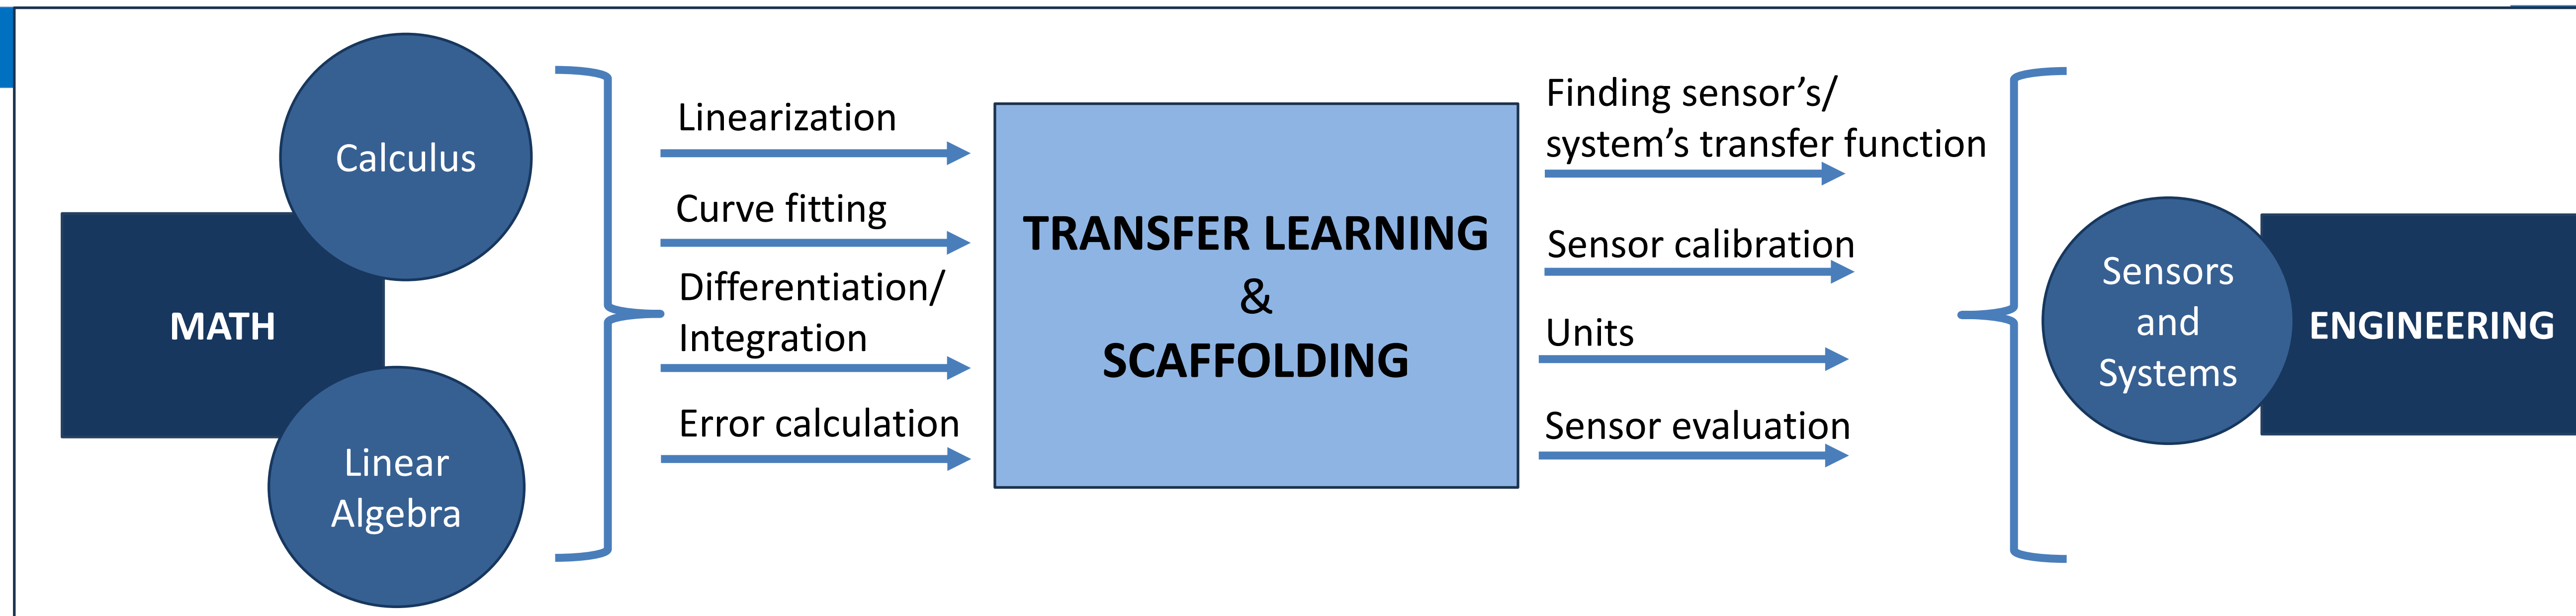 Calculus
MATH
Linear
Algebra
Linearization
Curve fitting
Differentiation/
Integration
Error calculation
TRANSFER LEARNING
&
SCAFFOLDING
Finding sensor’s/
system’s transfer function
Sensor calibration
Units
Sensor evaluation
Sensors
and
Systems
ENGINEERING